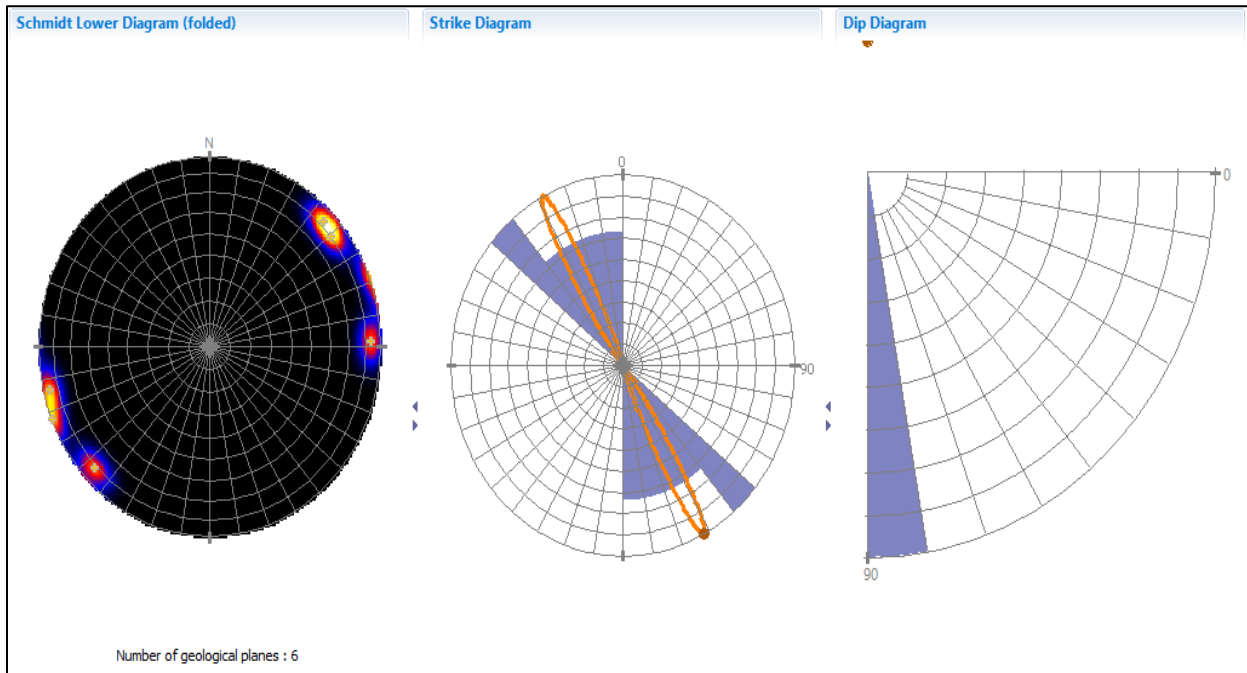 Schmidt Lower Diagram (folded)
Strike Diagram
Dip Diagram
N
0
90
0
90
Number of geological planes : 6